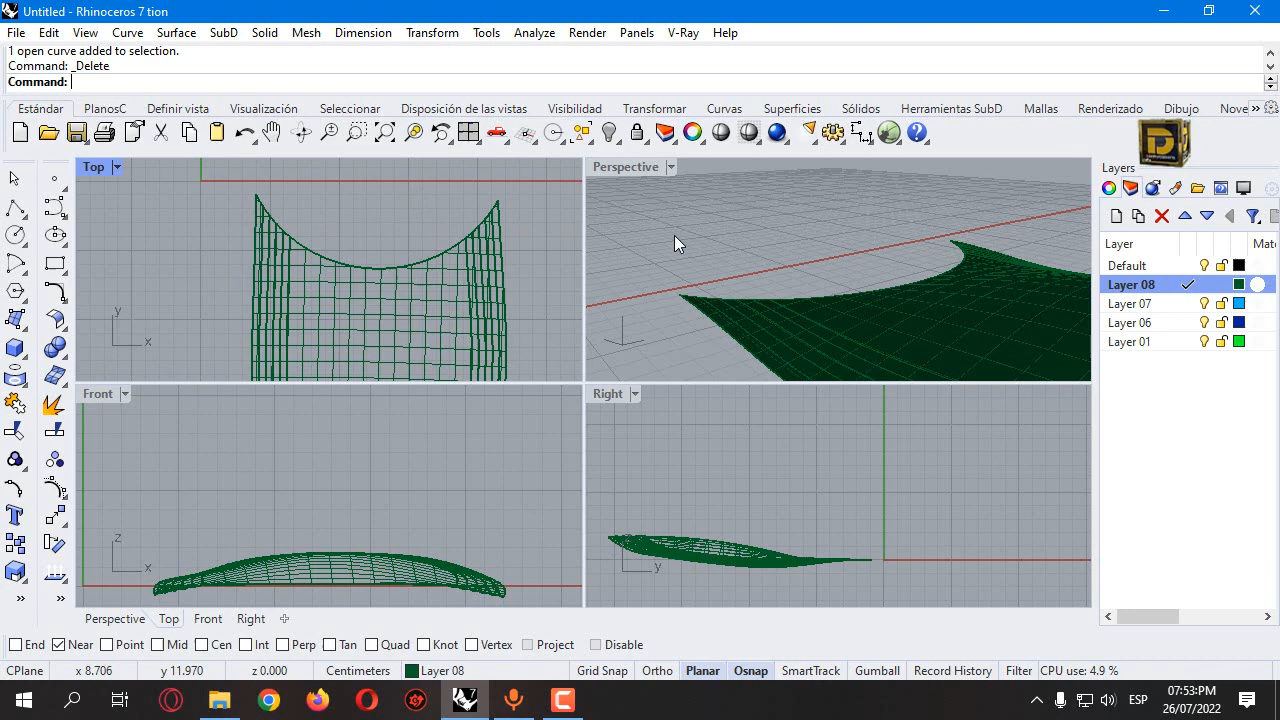 Untitled - Rhinoceros 7 tion
File Edit View Curve Surface SubD Solid Mesh Dimension Transform Tools Analyze Render Panels V-Ray Help
1 open curve added to selection.
Command: _Delete
Command:
Estándar PlanosC Definir vista Visualización Seleccionar Disposición de las vistas Visibilidad Transformar Curvas Superficies Sólidos Herramientas SubD Mallas Renderizado Dibujo Nove »
Top
Perspective
Layers
Layer Mate
Default
Layer 08
Layer 07
Layer 06
Layer 01
y
x
Front
Right
z
x
y
Perspective Top Front Right
End Near Point Mid Cen Int Perp Tan Quad Knot Vertex Project Disable
CPlane x 8.706 y 11.970 z 0.000 Centimeters Layer 08 Grid Snap Ortho Planar Osnap SmartTrack Gumball Record History Filter CPU use: 4.9 %
ESP
07:53:PM
26/07/2022